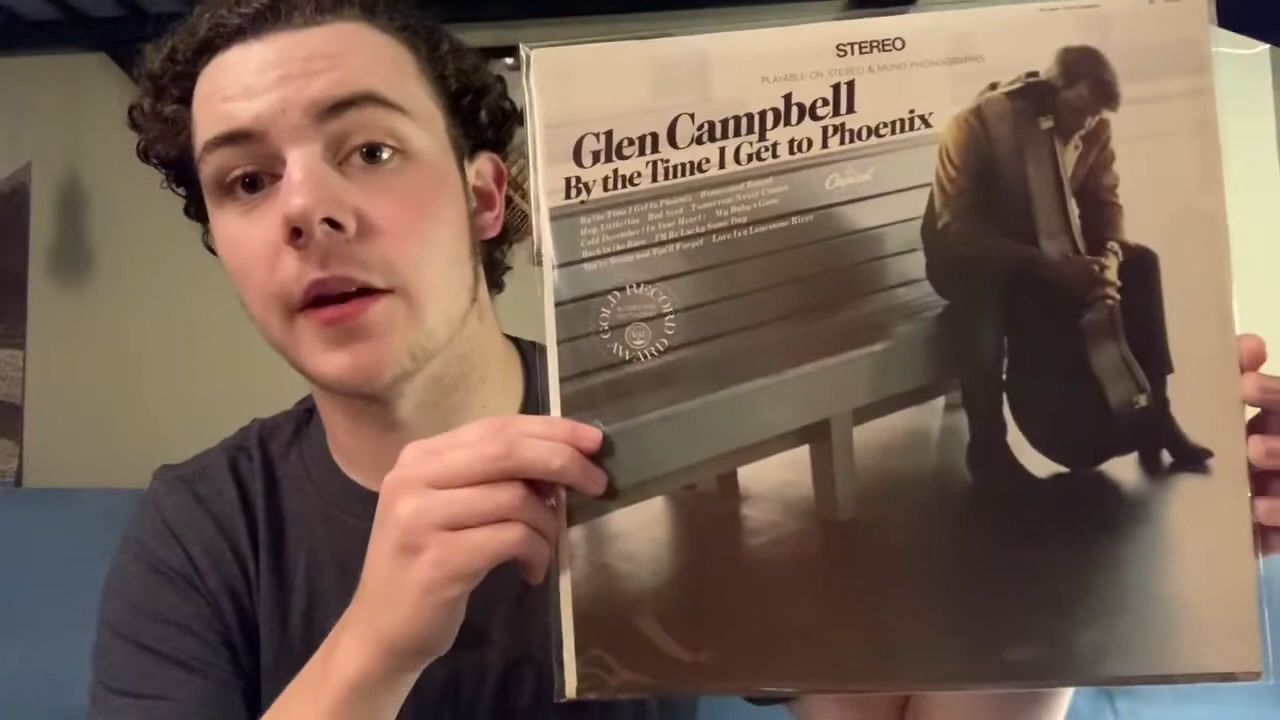 STEREO
PLAYABLE ON STEREO & MONO PHONOGRAPHS
Glen Campbell
By the Time I Get to Phoenix
By the Time I Get to Phoenix Homeward Bound
Hey, Little One Bad Seed Tomorrow Never Comes
Cold December (In Your Heart) My Baby's Gone
Back in the Race I'll Be Lucky Some Day
You're Young and You'll Forget Love Is a Lonesome River
Capitol
GOLD RECORD
AWARD